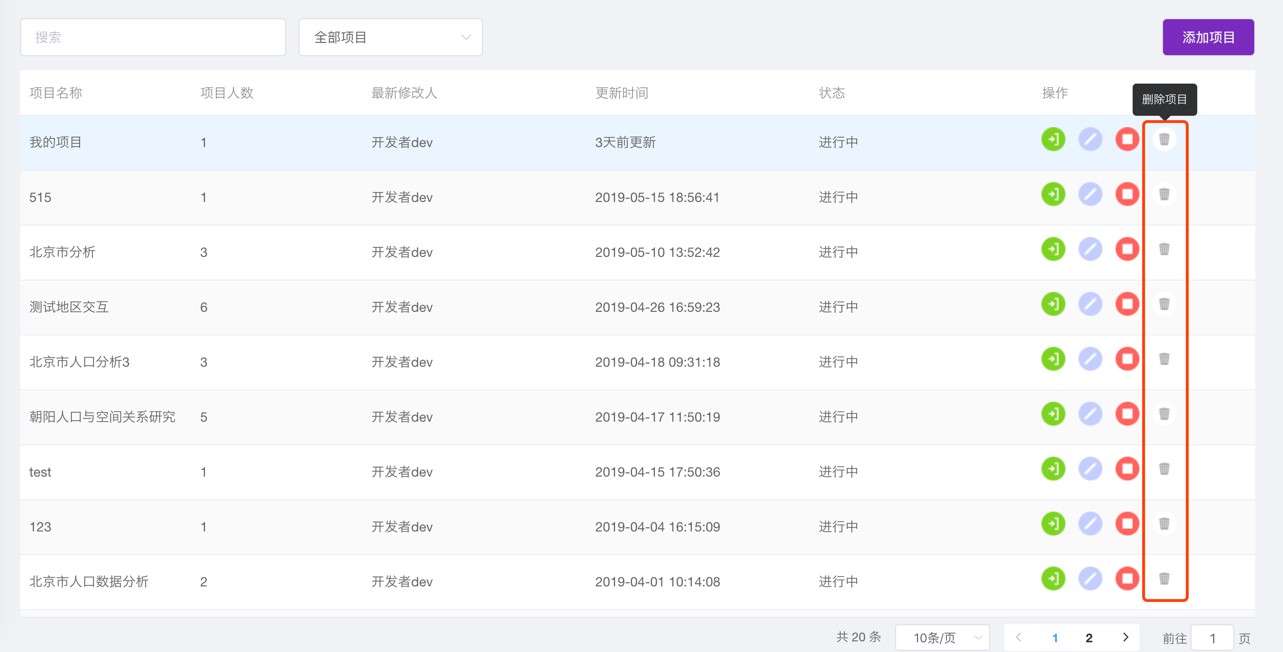 搜索 全部项目 添加项目
项目名称 项目人数 最新修改人 更新时间 状态 操作 删除项目
我的项目 1 开发者dev 3天前更新 进行中
515 1 开发者dev 2019-05-15 18:56:41 进行中
北京市分析 3 开发者dev 2019-05-10 13:52:42 进行中
测试地区交互 6 开发者dev 2019-04-26 16:59:23 进行中
北京市人口分析3 3 开发者dev 2019-04-18 09:31:18 进行中
朝阳人口与空间关系研究 5 开发者dev 2019-04-17 11:50:19 进行中
test 1 开发者dev 2019-04-15 17:50:36 进行中
123 1 开发者dev 2019-04-04 16:15:09 进行中
北京市人口数据分析 2 开发者dev 2019-04-01 10:14:08 进行中
共 20 条 10条/页 1 2 前往 1 页